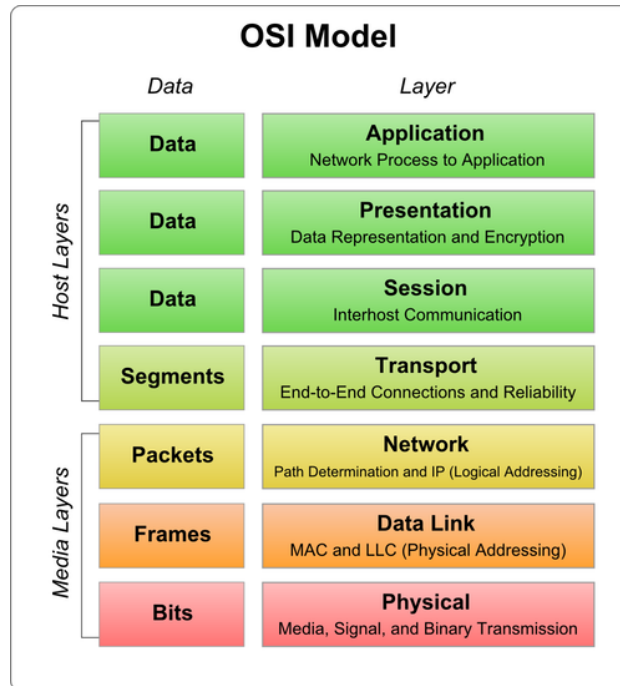 OSI Model
Data
Layer
Host Layers
Data
Application
Network Process to Application
Data
Presentation
Data Representation and Encryption
Data
Session
Interhost Communication
Segments
Transport
End-to-End Connections and Reliability
Media Layers
Packets
Network
Path Determination and IP (Logical Addressing)
Frames
Data Link
MAC and LLC (Physical Addressing)
Bits
Physical
Media, Signal, and Binary Transmission